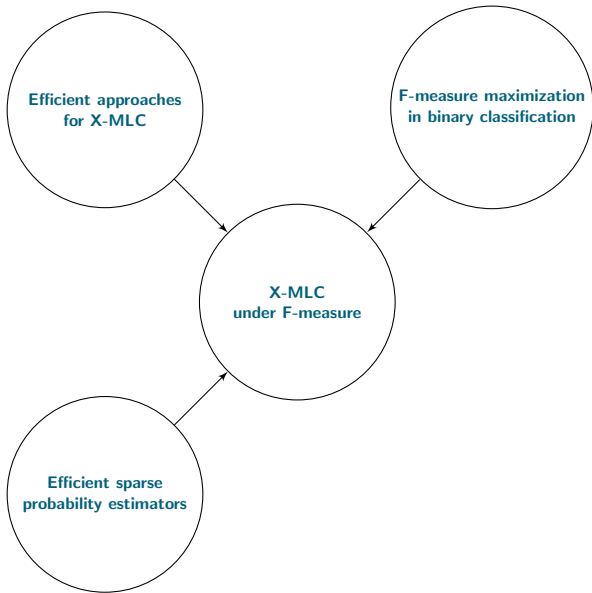 Efficient approaches
for X-MLC
F-measure maximization
in binary classification
X-MLC
under F-measure
Efficient sparse
probability estimators